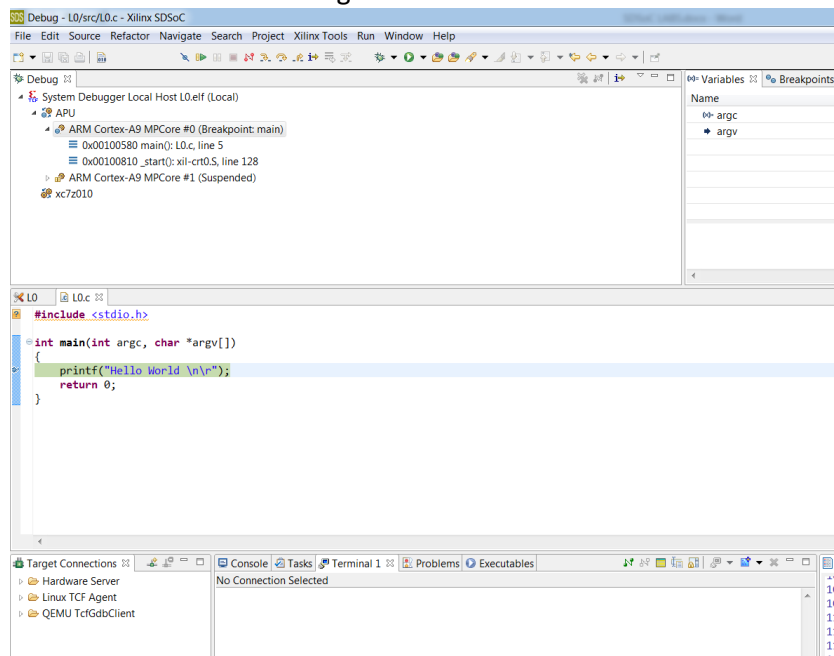 SDS Debug - L0/src/L0.c - Xilinx SDSoC
File Edit Source Refactor Navigate Search Project Xilinx Tools Run Window Help
Debug
System Debugger Local Host L0.elf (Local)
APU
ARM Cortex-A9 MPCore #0 (Breakpoint: main)
0x00100580 main(): L0.c, line 5
0x00100810 _start(): xil-crt0.S, line 128
ARM Cortex-A9 MPCore #1 (Suspended)
xc7z010
(x)= Variables Breakpoints
Name
(x)= argc
argv
L0 L0.c
#include <stdio.h>
int main(int argc, char *argv[])
{
printf("Hello World \n\r");
return 0;
}
Target Connections
Hardware Server
Linux TCF Agent
QEMU TcfGdbClient
Console Tasks Terminal 1 Problems Executables
No Connection Selected